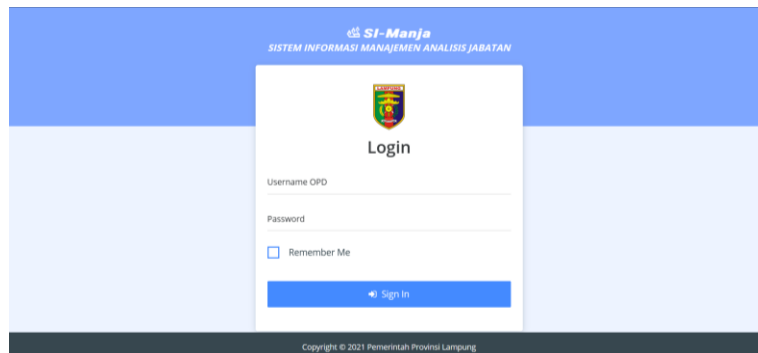 SI-Manja
SISTEM INFORMASI MANAJEMEN ANALISIS JABATAN
LAMPUNG
Login
Username OPD
Password
Remember Me
Sign In
Copyright © 2021 Pemerintah Provinsi Lampung